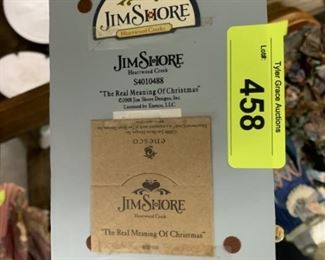 JIM SHORE
Heartwood Creek
JIM SHORE
Heartwood Creek
S4010488
"The Real Meaning Of Christmas"
©2008 Jim Shore Designs, Inc.
Licensed by Enesco, LLC
enesco
JIM SHORE
Heartwood Creek
"The Real Meaning Of Christmas"
Tyler Grace Auctions
Lot#:
458